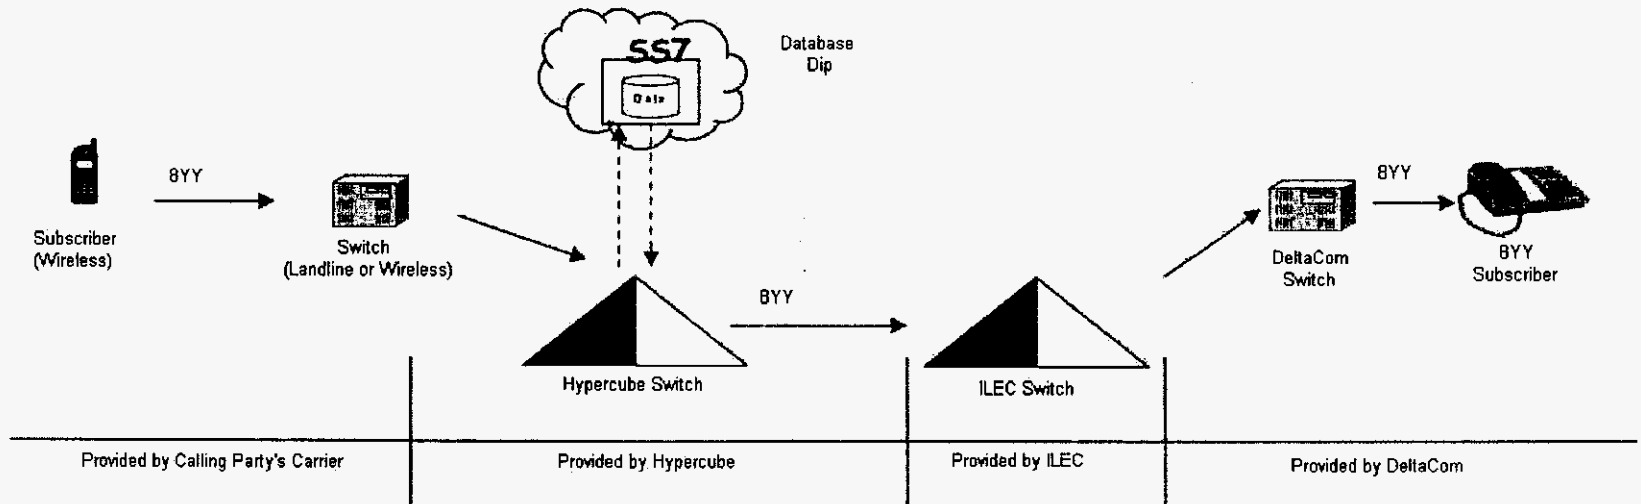 SS7
Data
Database
Dip
8YY
Subscriber
(Wireless)
Switch
(Landline or Wireless)
8YY
Hypercube Switch
ILEC Switch
DeltaCom
Switch
8YY
8YY
Subscriber
Provided by Calling Party's Carrier
Provided by Hypercube
Provided by ILEC
Provided by DeltaCom